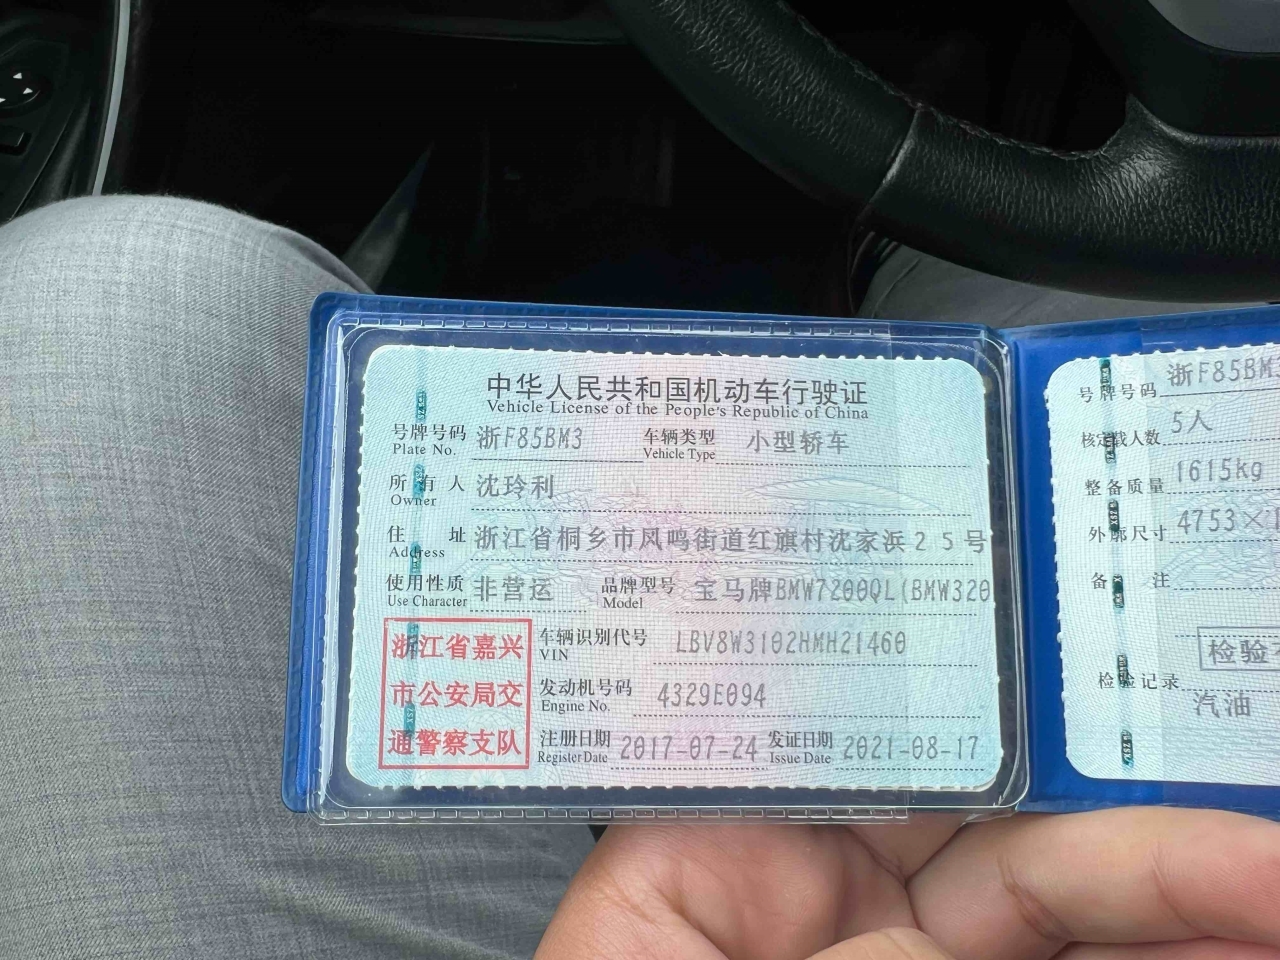 中华人民共和国机动车行驶证
Vehicle License of the People's Republic of China
号牌号码 浙F85BM3 车辆类型 小型轿车
Plate No. Vehicle Type
所有人 沈玲利
Owner
住址 浙江省桐乡市凤鸣街道红旗村沈家浜25号
Address
使用性质 非营运 品牌型号 宝马牌BMW7200QL(BMW320
Use Character Model
浙江省嘉兴
市公安局交
通警察支队
车辆识别代号 LBV8W3102HMH21460
VIN
发动机号码 4329E094
Engine No.
注册日期 2017-07-24 发证日期 2021-08-17
Register Date Issue Date
号牌号码 浙F85BM3
核定载人数 5人
整备质量 1615kg
外廓尺寸 4753×
备注
检验
检验记录
汽油